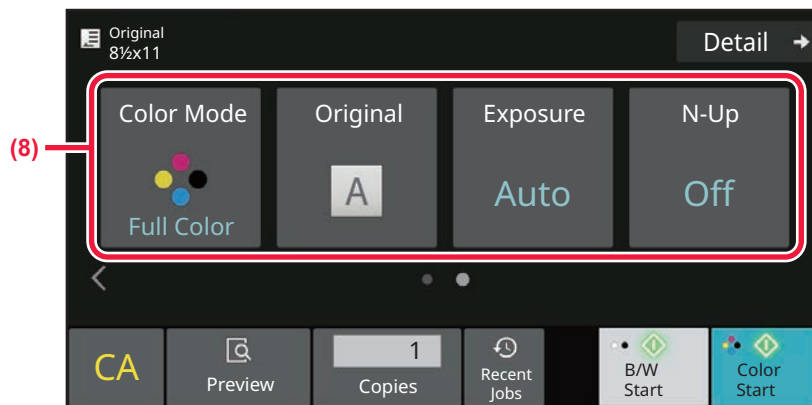 Original
8½x11
Detail
(8)
Color Mode
Original
Exposure
N-Up
A
Full Color
Auto
Off
CA
Preview
1
Copies
Recent
Jobs
B/W
Start
Color
Start